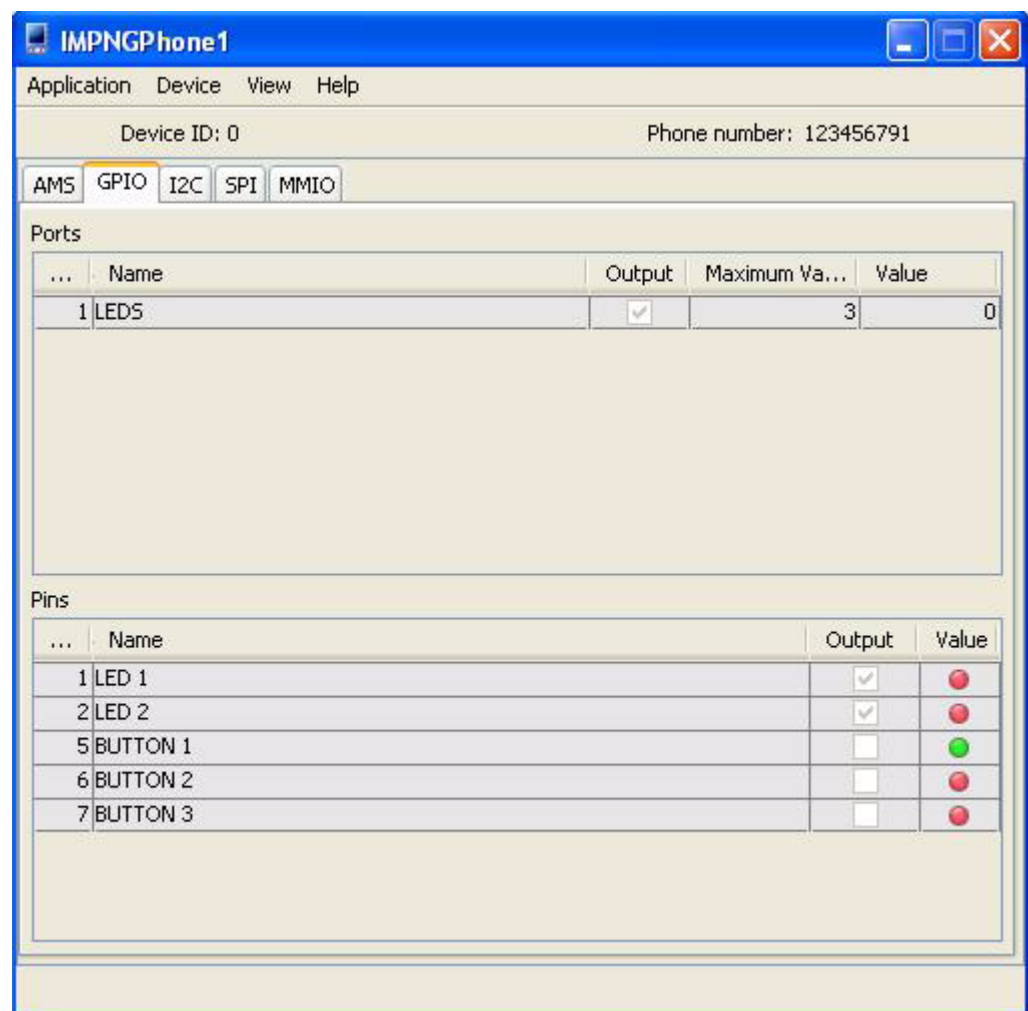 IMPNGPhone1
Application Device View Help
Device ID: 0 Phone number: 123456791
AMS GPIO I2C SPI MMIO
Ports
... Name Output Maximum Va... Value
1 LEDS 3 0
Pins
... Name Output Value
1 LED 1
2 LED 2
5 BUTTON 1
6 BUTTON 2
7 BUTTON 3